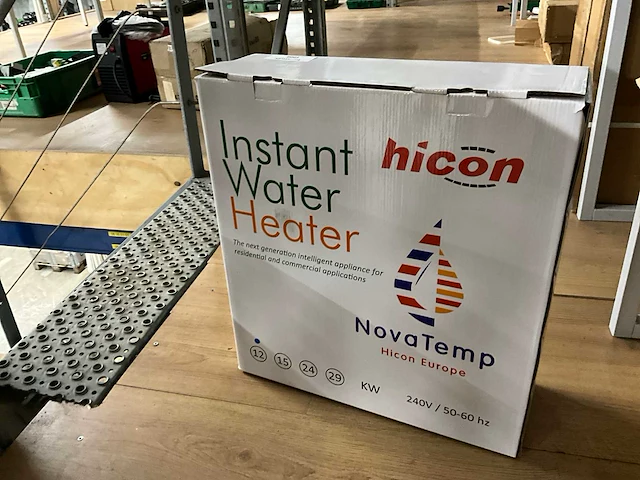 Instant
Water
Heater
The next generation intelligent appliance for
residential and commercial applications
hicon
NovaTemp
Hicon Europe
12 15 24 29 KW
240V / 50-60 hz